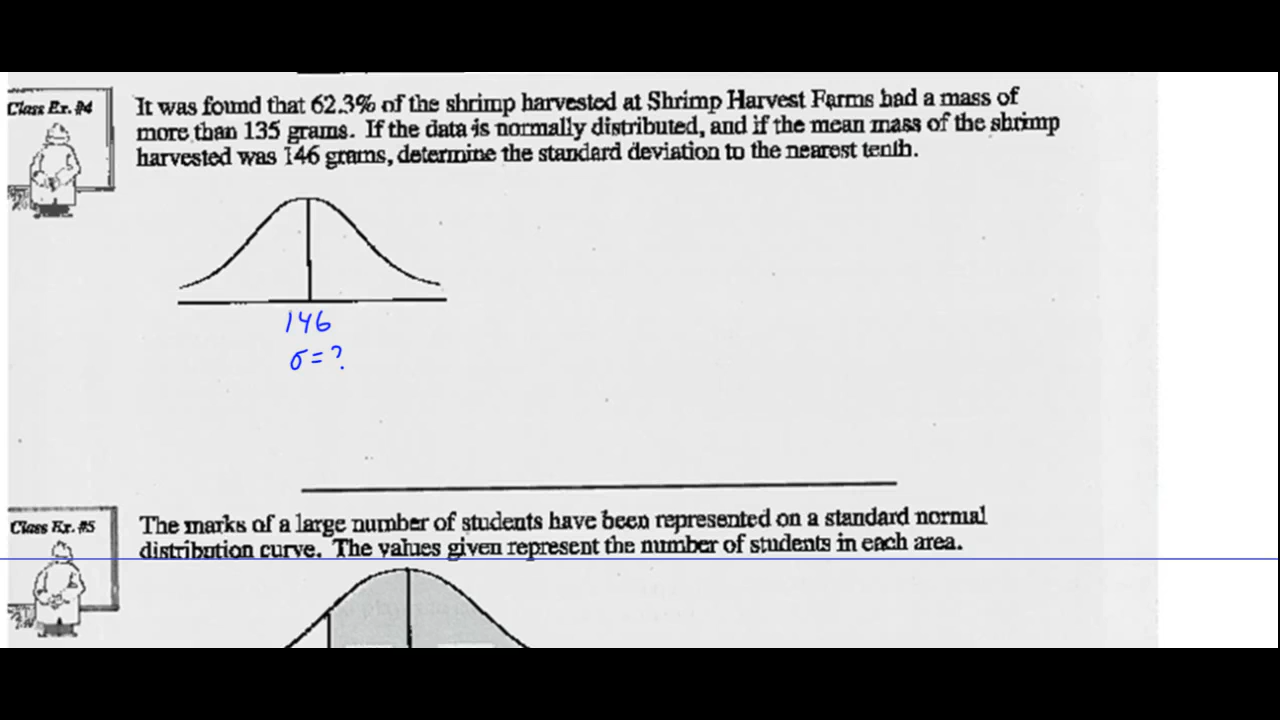 Class Ex. #4
It was found that 62.3% of the shrimp harvested at Shrimp Harvest Farms had a mass of
more than 135 grams. If the data is normally distributed, and if the mean mass of the shrimp
harvested was 146 grams, determine the standard deviation to the nearest tenth.
146
σ = ?
Class Ex. #5
The marks of a large number of students have been represented on a standard normal
distribution curve. The values given represent the number of students in each area.